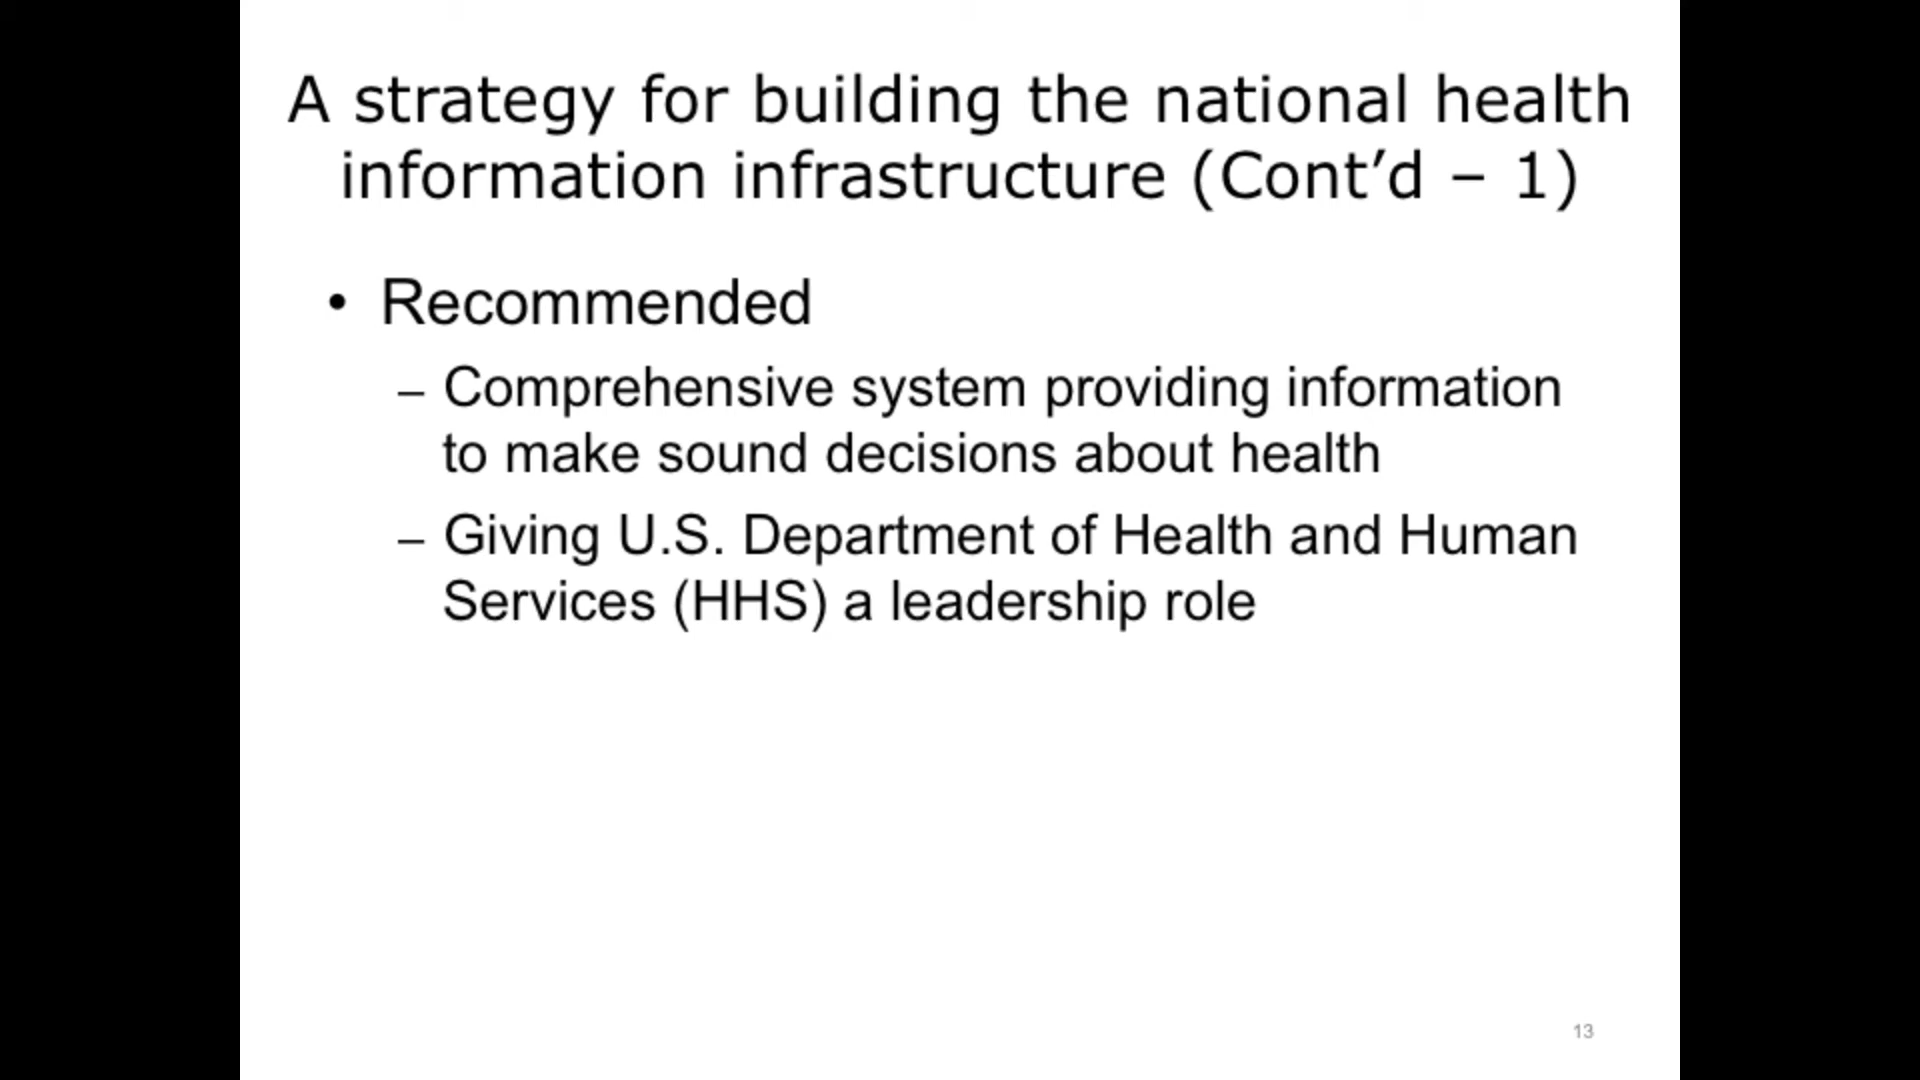 A strategy for building the national health
information infrastructure (Cont’d – 1)
• Recommended
– Comprehensive system providing information
to make sound decisions about health
– Giving U.S. Department of Health and Human
Services (HHS) a leadership role
13